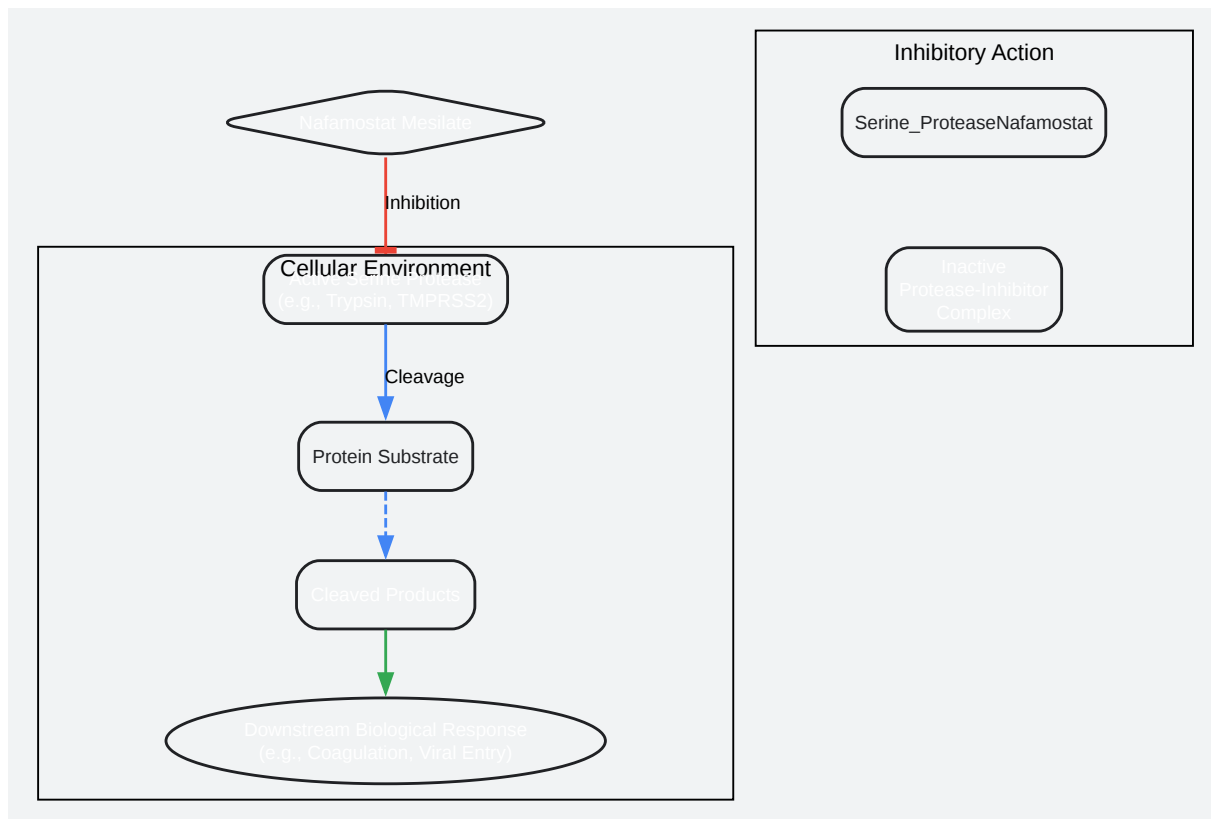 Nafamostat Mesilate
Inhibition
Cellular Environment
Active Serine Protease
(e.g., Trypsin, TMPRSS2)
Cleavage
Protein Substrate
Cleaved Products
Downstream Biological Response
(e.g., Coagulation, Viral Entry)
Inhibitory Action
Serine_ProteaseNafamostat
Inactive
Protease-Inhibitor
Complex